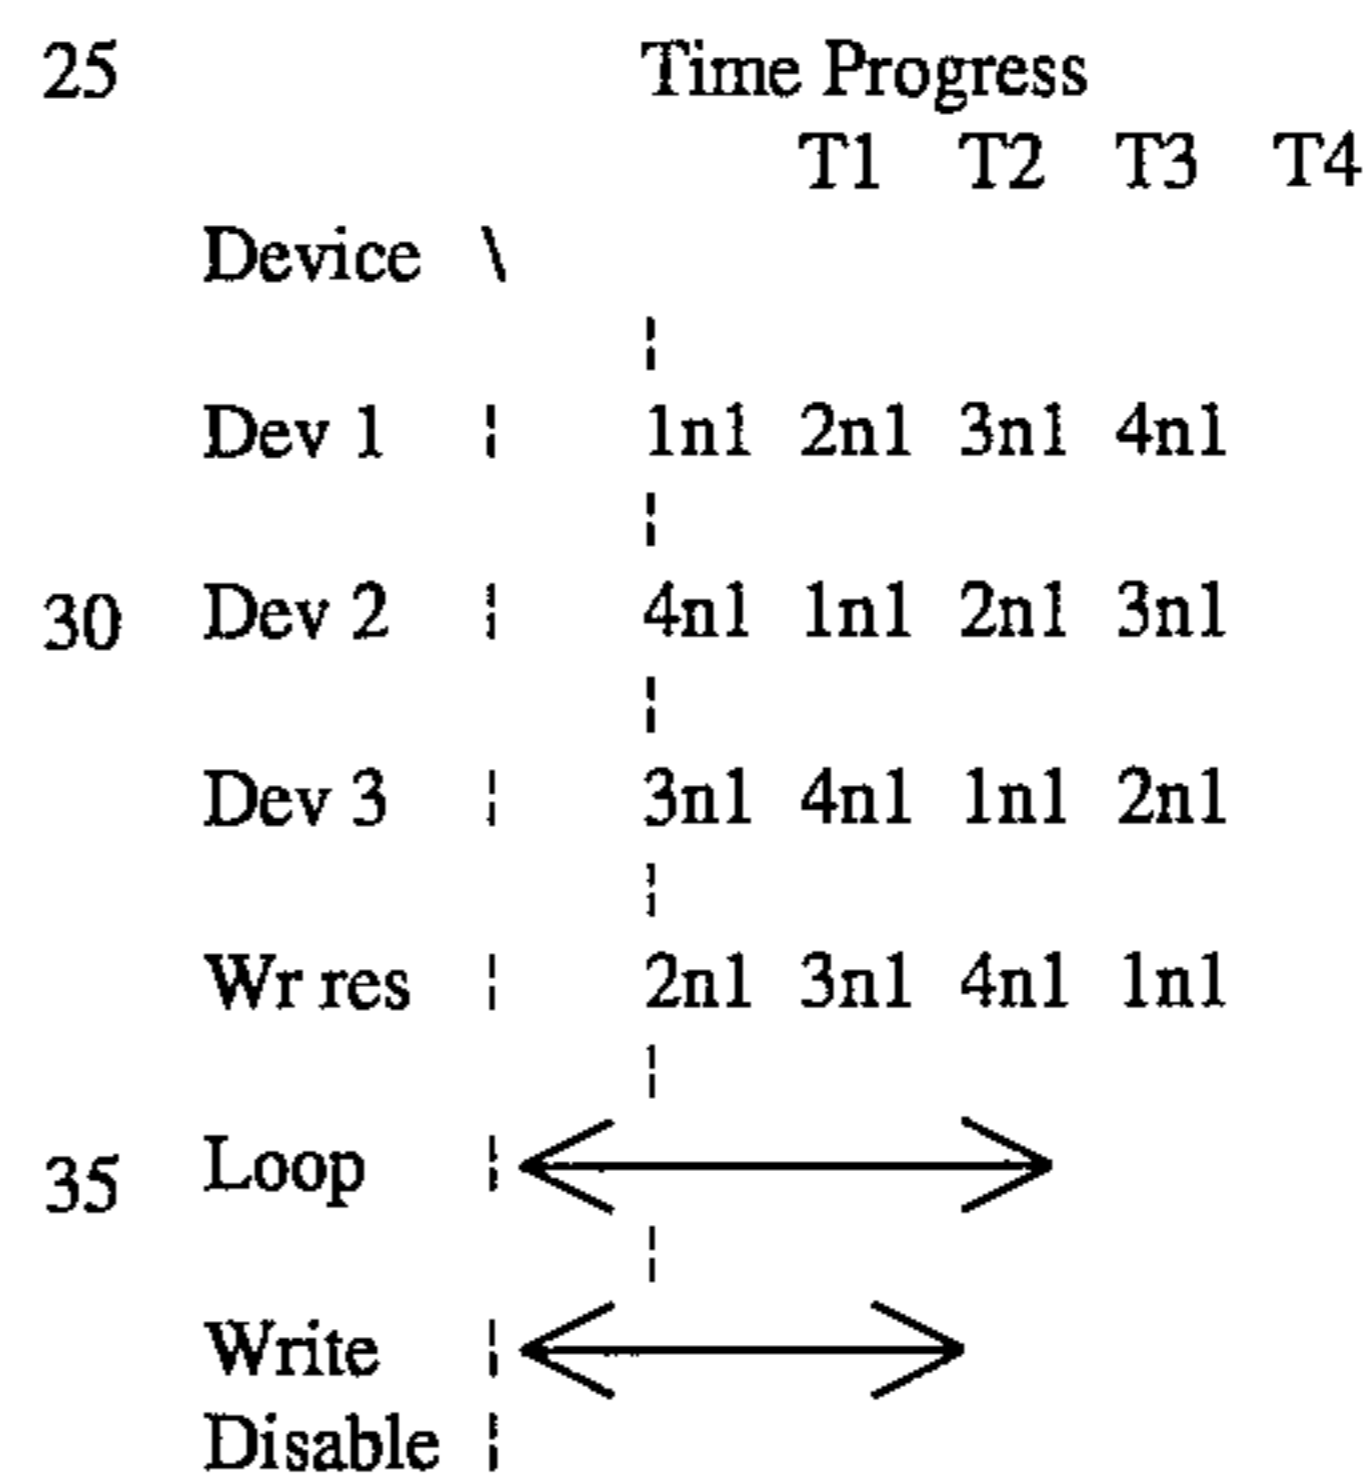 25 Time Progress
T1 T2 T3 T4
Device \
¦
Dev 1 ¦ 1n1 2n1 3n1 4n1
¦
30 Dev 2 ¦ 4n1 1n1 2n1 3n1
¦
Dev 3 ¦ 3n1 4n1 1n1 2n1
¦
Wr res ¦ 2n1 3n1 4n1 1n1
¦
35 Loop ¦
¦
Write ¦
Disable ¦